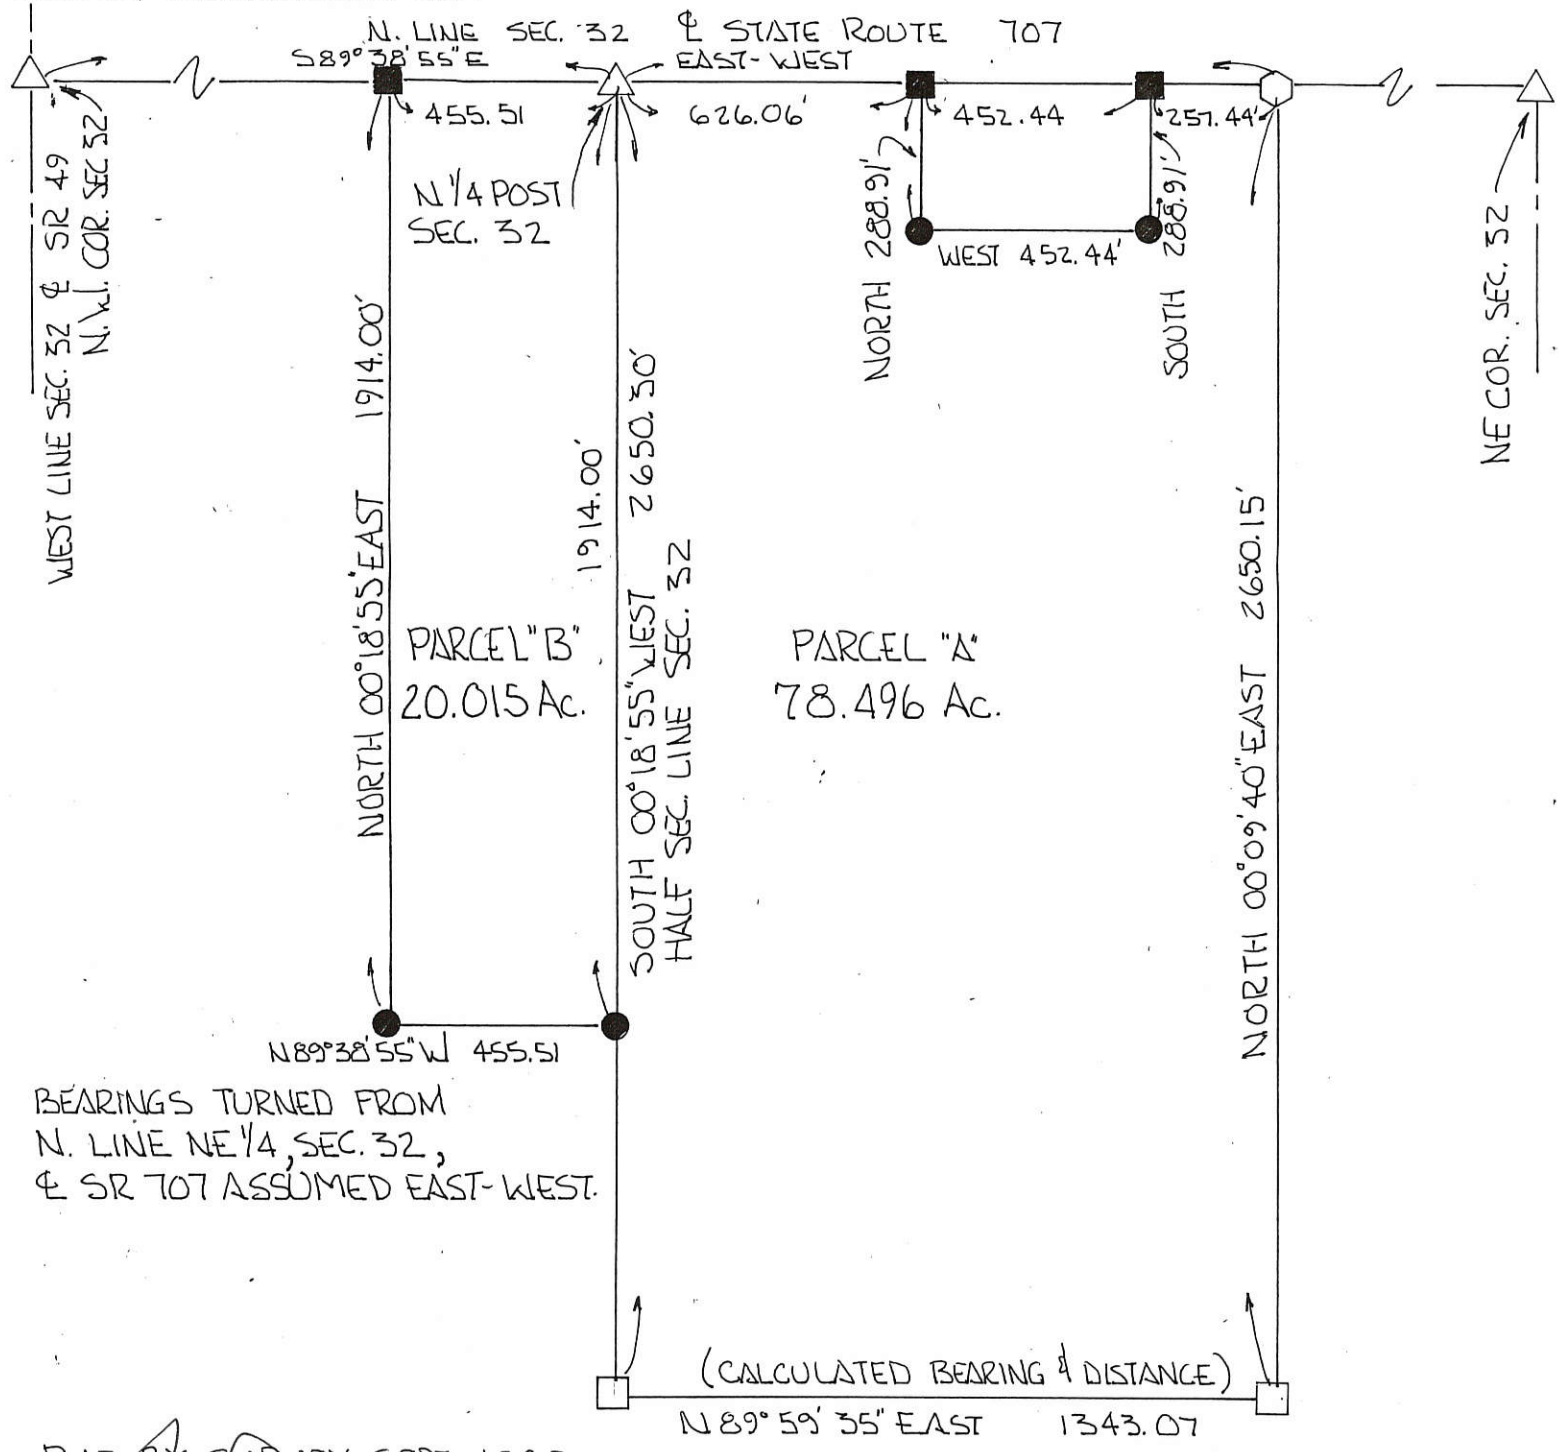 N. LINE SEC. 32 ℄ STATE ROUTE 707
S89°38'55"E
EAST-WEST
455.51
626.06'
452.44
257.44'
WEST LINE SEC. 32 ℄ SR 49
N.W. COR. SEC 32
N 1/4 POST
SEC. 32
NORTH 288.91'
WEST 452.44'
SOUTH 288.91'
NE COR. SEC. 32
NORTH 00°18'55"EAST 1914.00'
1914.00'
SOUTH 00°18'55"WEST 2650.30'
HALF SEC. LINE SEC. 32
PARCEL "B"
20.015 Ac.
PARCEL "A"
78.496 Ac.
NORTH 00°09'40"EAST 2650.15'
N89°38'55"W 455.51
BEARINGS TURNED FROM
N. LINE NE 1/4, SEC. 32,
℄ SR 707 ASSUMED EAST-WEST.
(CALCULATED BEARING & DISTANCE)
N 89°59'35" EAST 1343.07